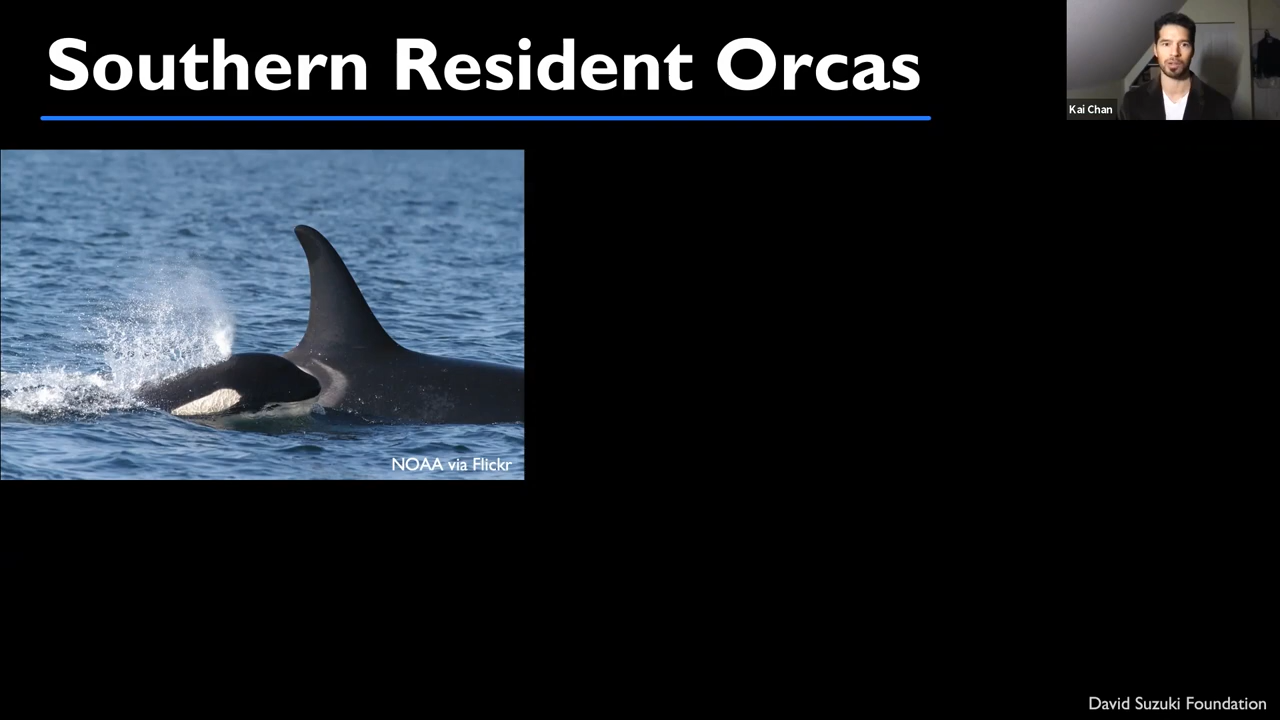 Southern Resident Orcas
Kai Chan
NOAA via Flickr
David Suzuki Foundation